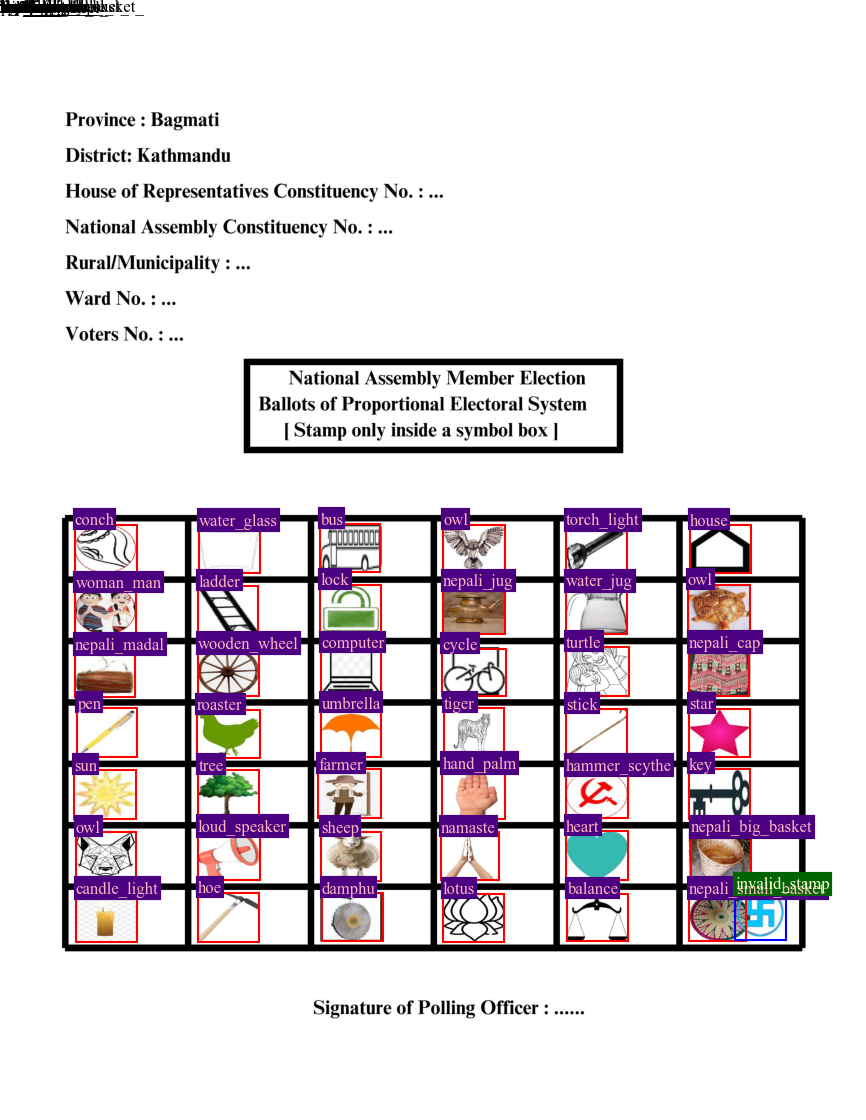 Province : Bagmati
District: Kathmandu
House of Representatives Constituency No. : ...
National Assembly Constituency No. : ...
Rural/Municipality : ...
Ward No. : ...
Voters No. : ...
National Assembly Member Election
Ballots of Proportional Electoral System
[ Stamp only inside a symbol box ]
conch water_glass bus owl torch_light house
woman_man ladder lock nepali_jug water_jug owl
nepali_madal wooden_wheel computer cycle turtle nepali_cap
pen roaster umbrella tiger stick star
sun tree farmer hand_palm hammer_scythe key
owl loud_speaker sheep namaste heart nepali_big_basket
invalid_stamp
candle_light hoe damphu lotus balance nepali_small_basket
Signature of Polling Officer : ......